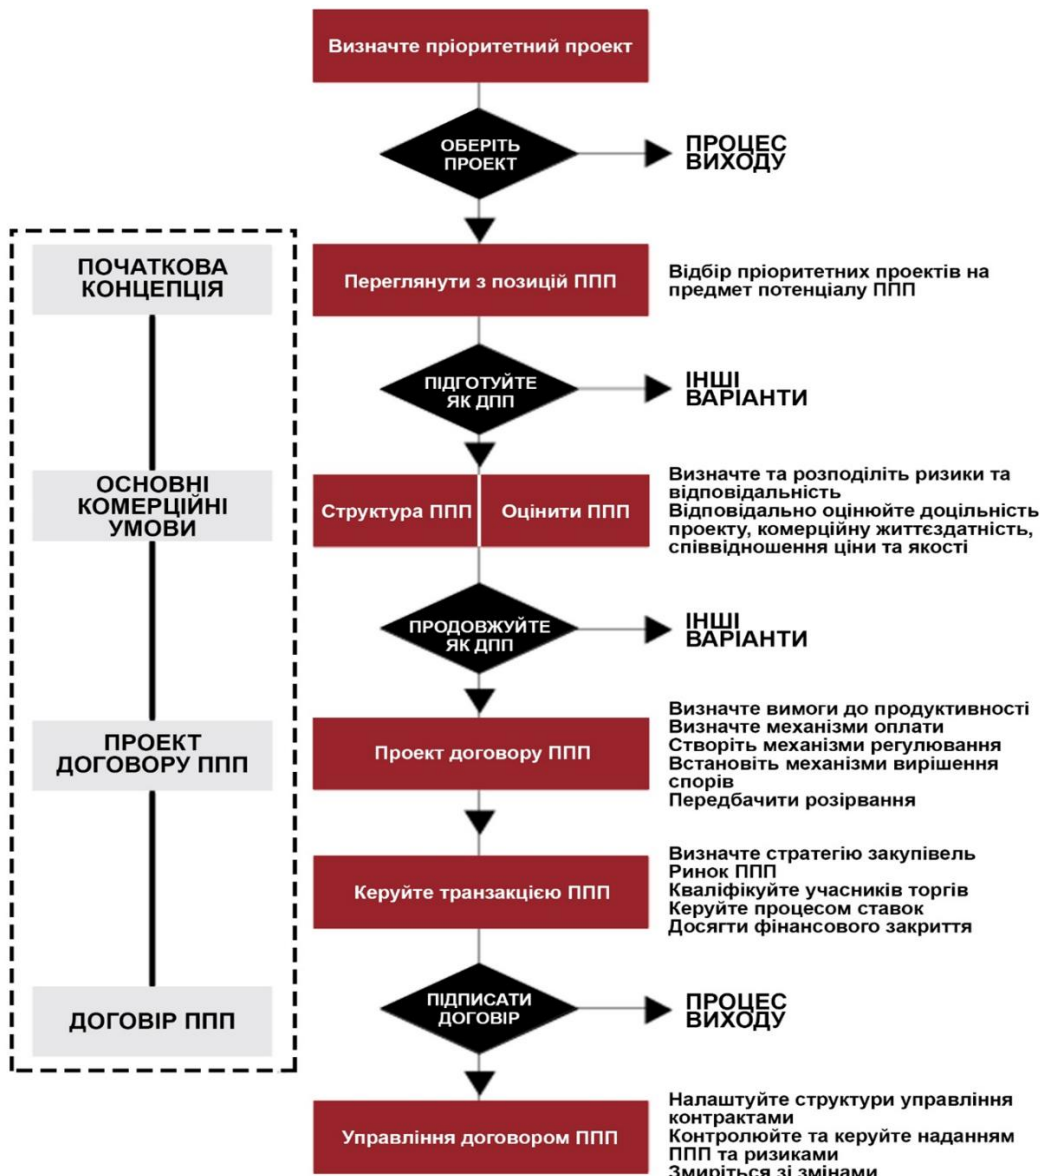 Визначте пріоритетний проект
ОБЕРІТЬ
ПРОЕКТ
ПРОЦЕС
ВИХОДУ
ПОЧАТКОВА
КОНЦЕПЦІЯ
Переглянути з позицій ППП
Відбір пріоритетних проектів на
предмет потенціалу ППП
ПІДГОТУЙТЕ
ЯК ДПП
ІНШІ
ВАРІАНТИ
ОСНОВНІ
КОМЕРЦІЙНІ
УМОВИ
Структура ППП
Оцінити ППП
Визначте та розподіліть ризики та
відповідальність
Відповідально оцінюйте доцільність
проекту, комерційну життєздатність,
співвідношення ціни та якості
ПРОДОВЖУЙТЕ
ЯК ДПП
ІНШІ
ВАРІАНТИ
ПРОЕКТ
ДОГОВОРУ ППП
Проект договору ППП
Визначте вимоги до продуктивності
Визначте механізми оплати
Створіть механізми регулювання
Встановіть механізми вирішення
спорів
Передбачити розірвання
Керуйте транзакцією ППП
Визначте стратегію закупівель
Ринок ППП
Кваліфікуйте учасників торгів
Керуйте процесом ставок
Досягти фінансового закриття
ДОГОВІР ППП
ПІДПИСАТИ
ДОГОВІР
ПРОЦЕС
ВИХОДУ
Управління договором ППП
Налаштуйте структури управління
контрактами
Контролюйте та керуйте наданням
ППП та ризиками
Змиріться зі змінами